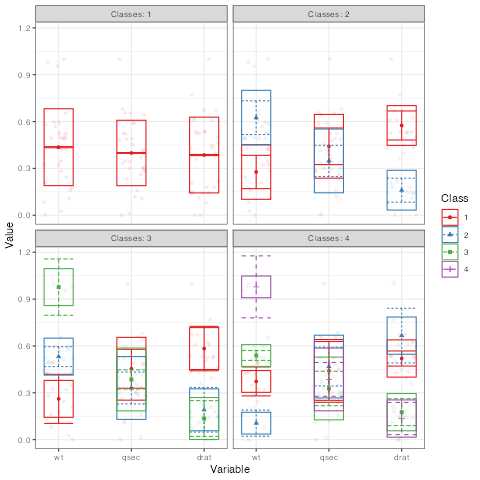 Classes: 1
Classes: 2
1.2
0.9
0.6
0.3
0.0
Value
Classes: 3
Classes: 4
1.2
0.9
0.6
0.3
0.0
wt
qsec
drat
wt
qsec
drat
Variable
Class
1
2
3
4